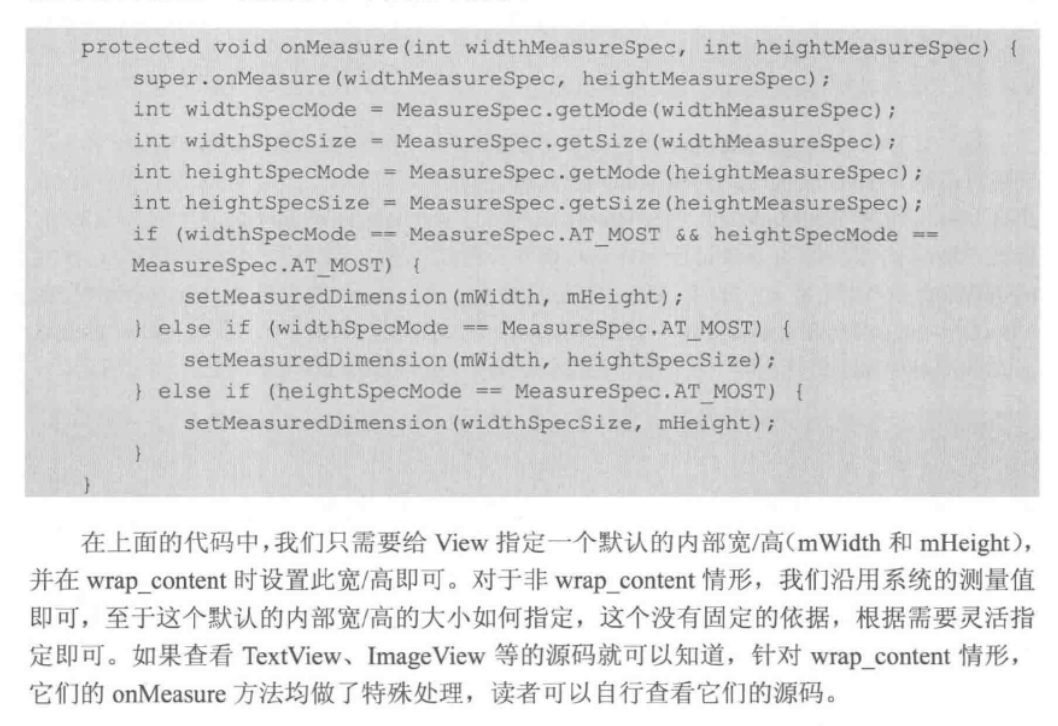 protected void onMeasure(int widthMeasureSpec, int heightMeasureSpec) {
super.onMeasure(widthMeasureSpec, heightMeasureSpec);
int widthSpecMode = MeasureSpec.getMode(widthMeasureSpec);
int widthSpecSize = MeasureSpec.getSize(widthMeasureSpec);
int heightSpecMode = MeasureSpec.getMode(heightMeasureSpec);
int heightSpecSize = MeasureSpec.getSize(heightMeasureSpec);
if (widthSpecMode == MeasureSpec.AT_MOST && heightSpecMode ==
MeasureSpec.AT_MOST) {
setMeasuredDimension(mWidth, mHeight);
} else if (widthSpecMode == MeasureSpec.AT_MOST) {
setMeasuredDimension(mWidth, heightSpecSize);
} else if (heightSpecMode == MeasureSpec.AT_MOST) {
setMeasuredDimension(widthSpecSize, mHeight);
}
}
在上面的代码中，我们只需要给 View 指定一个默认的内部宽/高（mWidth 和 mHeight），
并在 wrap_content 时设置此宽/高即可。对于非 wrap_content 情形，我们沿用系统的测量值
即可，至于这个默认的内部宽/高的大小如何指定，这个没有固定的依据，根据需要灵活指
定即可。如果查看 TextView、ImageView 等的源码就可以知道，针对 wrap_content 情形，
它们的 onMeasure 方法均做了特殊处理，读者可以自行查看它们的源码。